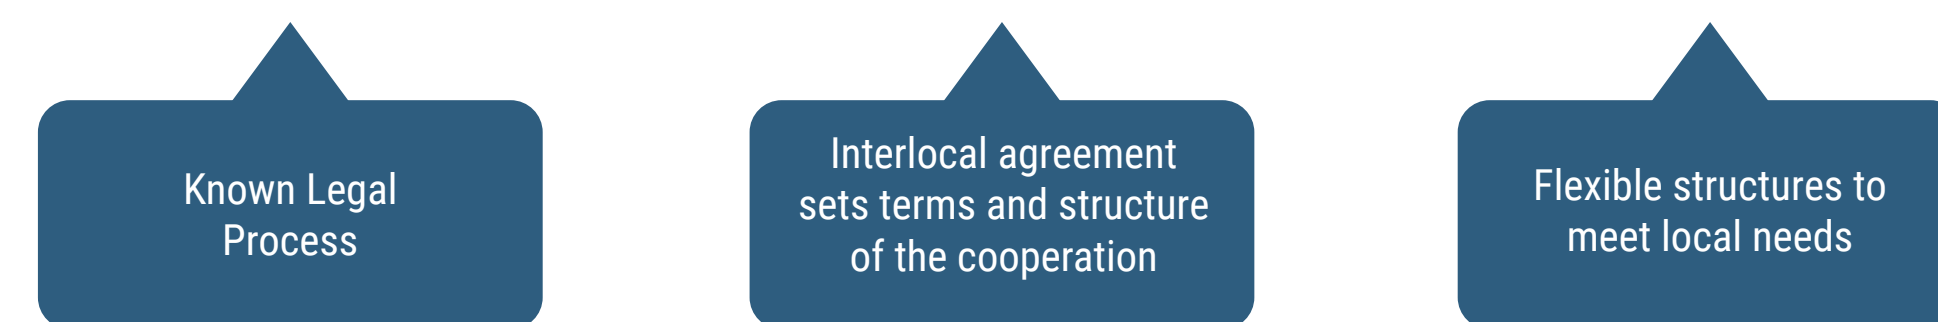 Known Legal
Process
Interlocal agreement
sets terms and structure
of the cooperation
Flexible structures to
meet local needs